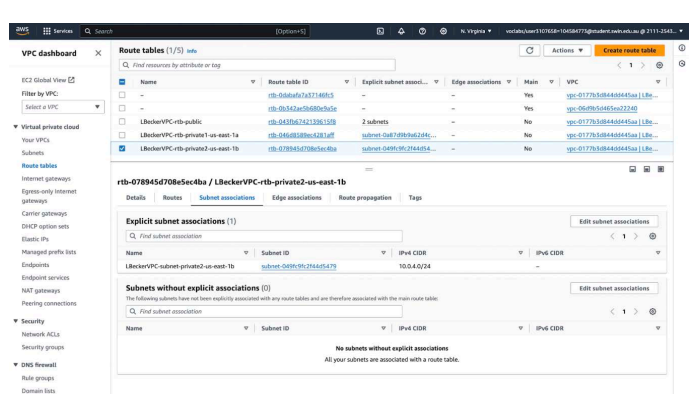 aws Services Search [Option+S] N. Virginia voclabs/user3107658=104584773@student.swin.edu.au @ 2111-2543...
VPC dashboard
EC2 Global View
Filter by VPC:
Select a VPC
Virtual private cloud
Your VPCs
Subnets
Route tables
Internet gateways
Egress-only internet
gateways
Carrier gateways
DHCP option sets
Elastic IPs
Managed prefix lists
Endpoints
Endpoint services
NAT gateways
Peering connections
Security
Network ACLs
Security groups
DNS firewall
Rule groups
Domain lists
Route tables (1/5) Info
Actions
Create route table
Find resources by attribute or tag
1
Name Route table ID Explicit subnet associ... Edge associations Main VPC
– rtb-0dabafa7a37146fc5 – – Yes vpc-0177b3d844dd445aa | LBe...
– rtb-0b342ae5b680e9a5e – – Yes vpc-06d9b5d465ea22240
LBeckerVPC-rtb-public rtb-043fb6742139615f8 2 subnets – No vpc-0177b3d844dd445aa | LBe...
LBeckerVPC-rtb-private1-us-east-1a rtb-046d8589ec4281aff subnet-0a87d9b9a62d4c... – No vpc-0177b3d844dd445aa | LBe...
LBeckerVPC-rtb-private2-us-east-1b rtb-078945d708e5ec4ba subnet-049fc9fc2f44d54... – No vpc-0177b3d844dd445aa | LBe...
rtb-078945d708e5ec4ba / LBeckerVPC-rtb-private2-us-east-1b
Details Routes Subnet associations Edge associations Route propagation Tags
Explicit subnet associations (1)
Edit subnet associations
Find subnet association
1
Name Subnet ID IPv4 CIDR IPv6 CIDR
LBeckerVPC-subnet-private2-us-east-1b subnet-049fc9fc2f44d5479 10.0.4.0/24 –
Subnets without explicit associations (0)
Edit subnet associations
The following subnets have not been explicitly associated with any route tables and are therefore associated with the main route table:
Find subnet association
1
Name Subnet ID IPv4 CIDR IPv6 CIDR
No subnets without explicit associations
All your subnets are associated with a route table.